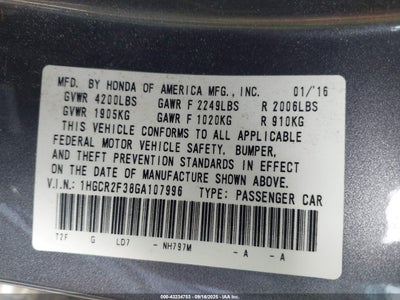 MFD. BY HONDA OF AMERICA MFG., INC. 01/16
GVWR 4200LBS GAWR F 2249LBS R 2006LBS
GVWR 1905KG GAWR F 1020KG R 910KG
THIS VEHICLE CONFORMS TO ALL APPLICABLE
FEDERAL MOTOR VEHICLE SAFETY, BUMPER,
AND THEFT PREVENTION STANDARDS IN EFFECT
ON THE DATE OF MANUFACTURE SHOWN ABOVE.
V.I.N.: 1HGCR2F38GA107996 TYPE: PASSENGER CAR
T2F G LD7 - NH797M - A - A
000-43234753 - 09/16/2025 - IAA Inc.